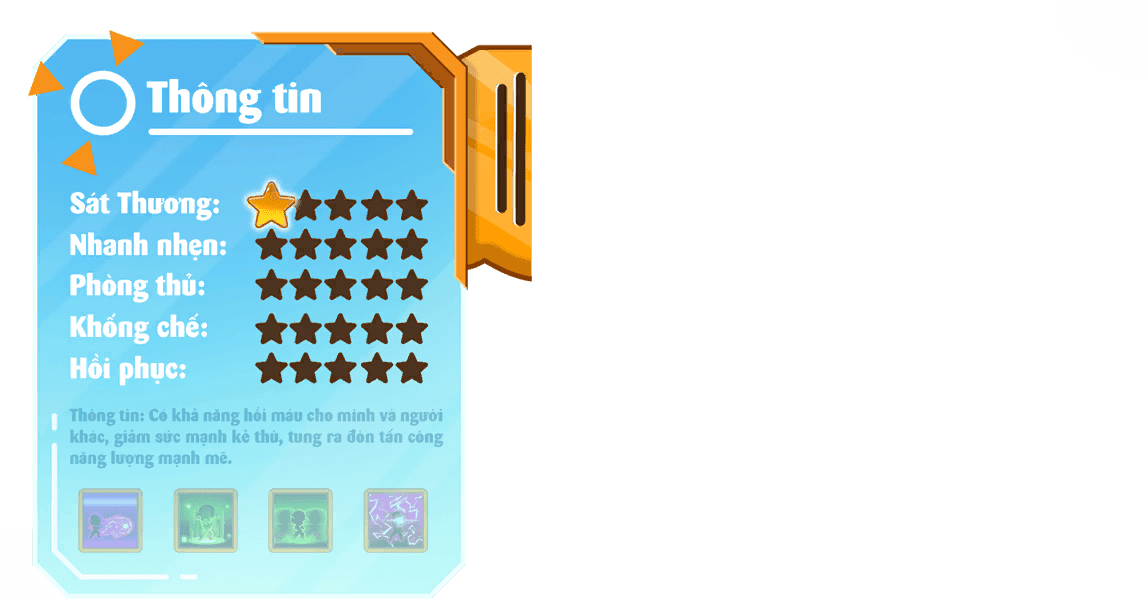 Thông tin
Sát Thương:
Nhanh nhẹn:
Phòng thủ:
Khống chế:
Hồi phục:
Thông tin: Có khả năng hồi máu cho mình và người
khác, giảm sức mạnh kẻ thù, tung ra đòn tấn công
năng lượng mạnh mẽ.